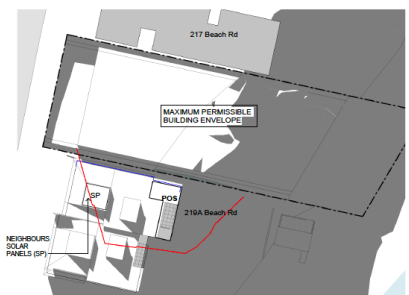 217 Beach Rd
MAXIMUM PERMISSIBLE
BUILDING ENVELOPE
SP
POS
219A Beach Rd
NEIGHBOURS
SOLAR
PANELS (SP)